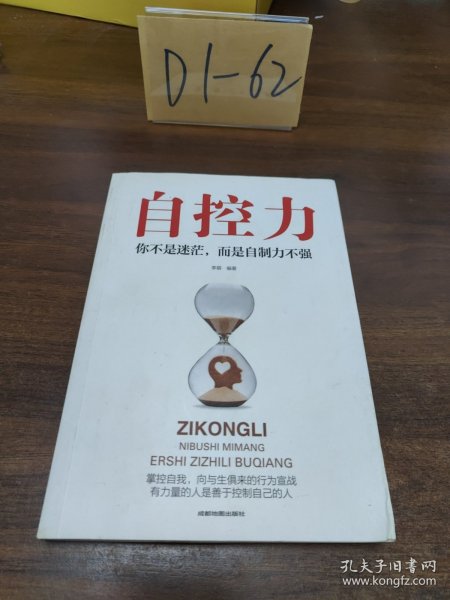 D1-62
自控力
你不是迷茫，而是自制力不强
编著
ZIKONGLI
NIBUSHI MIMANG
ERSHI ZIZHILI BUQIANG
掌控自我，向与生俱来的行为宣战
有力量的人是善于控制自己的人
成都地图出版社
孔夫子旧书网
www.kongfz.com